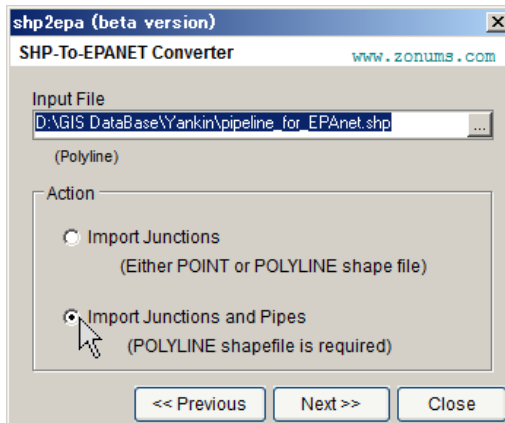 shp2epa (beta version)
SHP-To-EPANET Converter
www.zonums.com
Input File
D:\GIS DataBase\Yankin\pipeline_for_EPAnet.shp
...
(Polyline)
Action
Import Junctions
(Either POINT or POLYLINE shape file)
Import Junctions and Pipes
(POLYLINE shapefile is required)
<< Previous
Next >>
Close